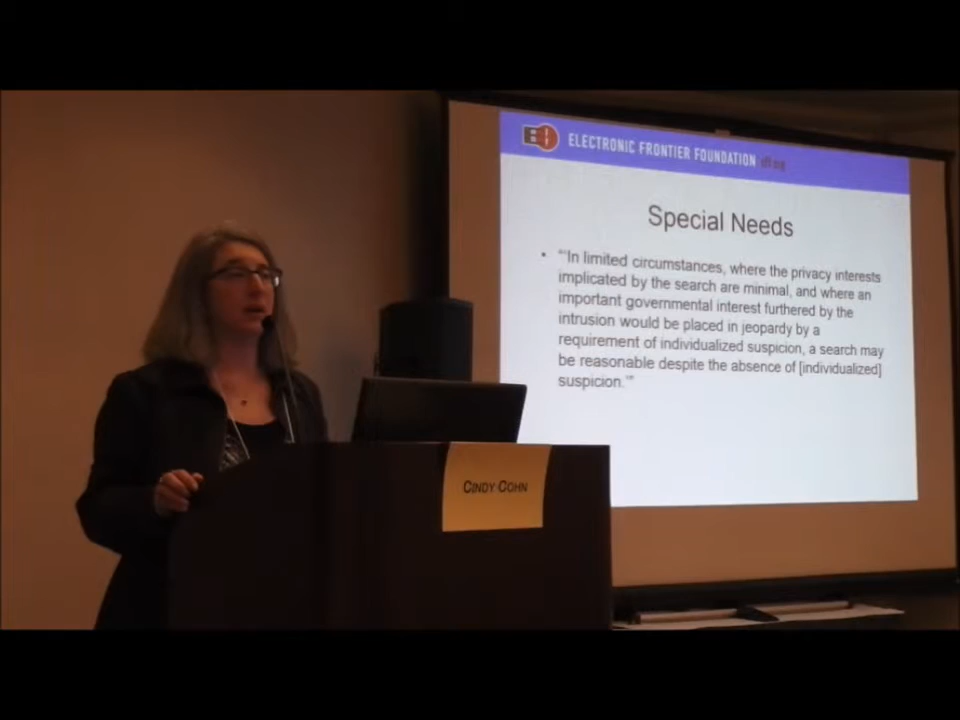 ELECTRONIC FRONTIER FOUNDATION
Special Needs
• “‘In limited circumstances, where the privacy interests
implicated by the search are minimal, and where an
important governmental interest furthered by the
intrusion would be placed in jeopardy by a
requirement of individualized suspicion, a search may
be reasonable despite the absence of [individualized]
suspicion.’”
CINDY COHN